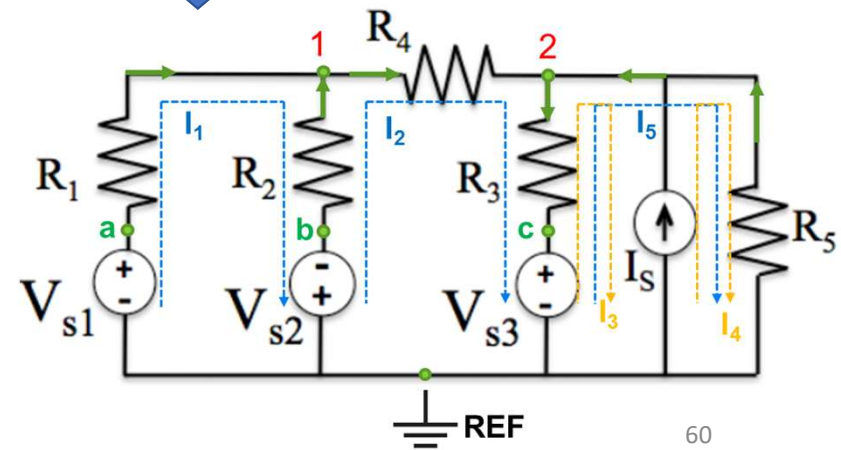 R4
1
2
I1
I2
I5
R1
R2
R3
R5
a
b
c
+
-
-
+
+
-
Vs1
Vs2
Vs3
IS
I3
I4
REF
60